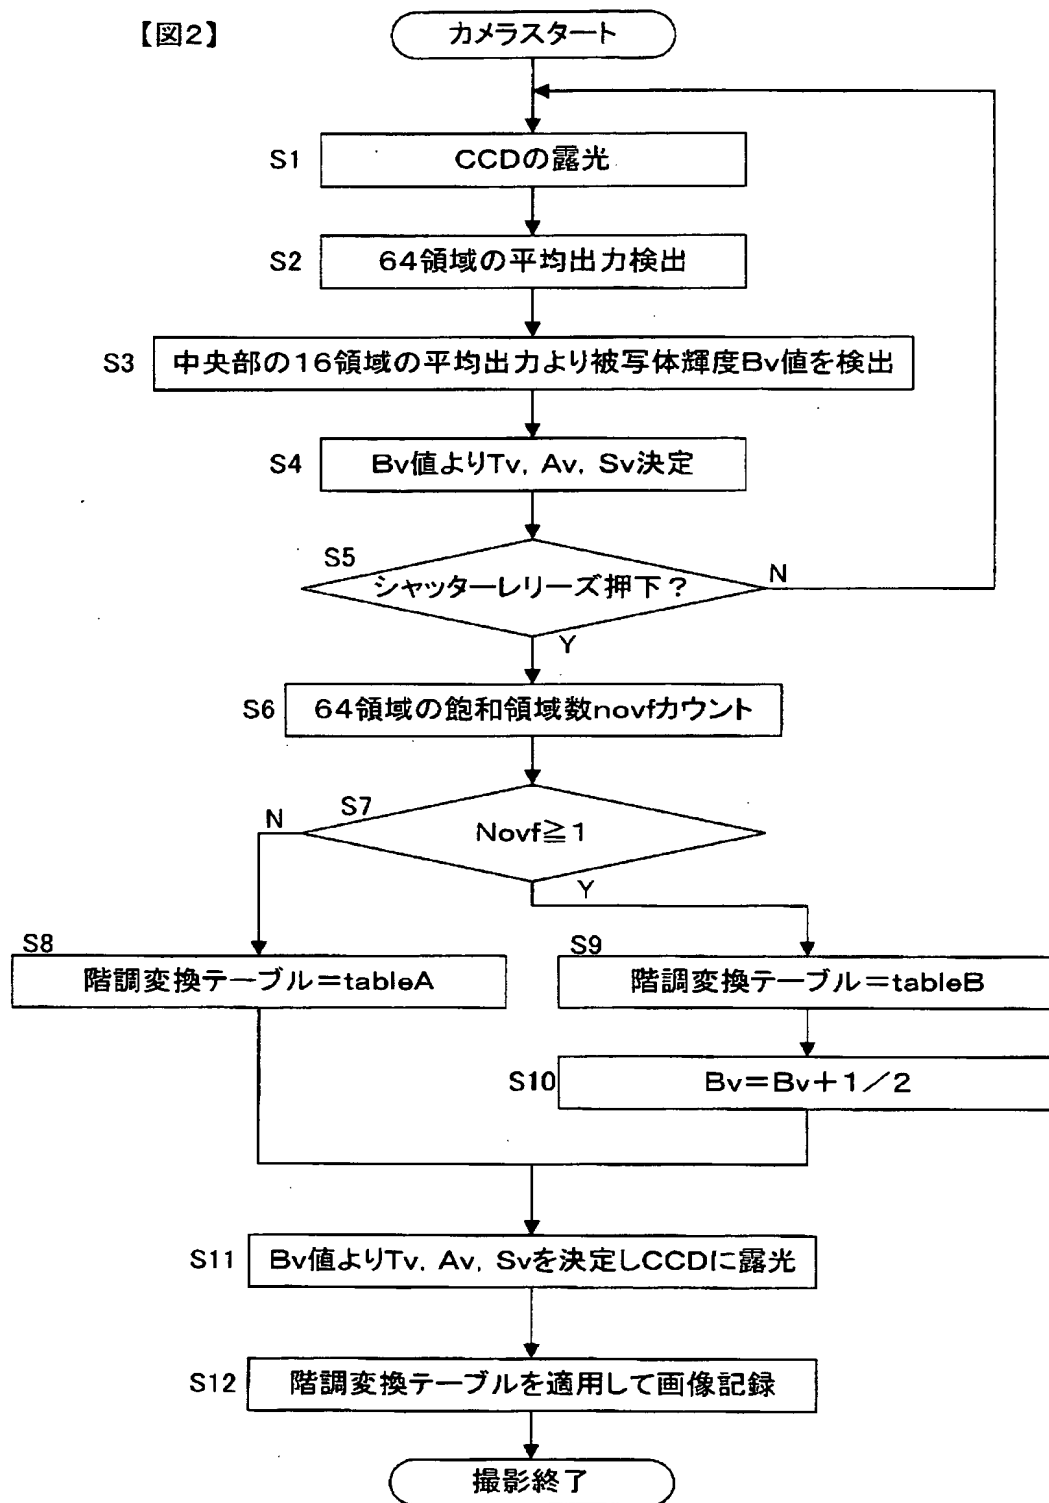 【図2】
カメラスタート
S1
CCDの露光
S2
64領域の平均出力検出
S3
中央部の16領域の平均出力より被写体輝度Bv値を検出
S4
Bv値よりTv, Av, Sv決定
S5
シャッターレリーズ押下?
N
Y
S6
64領域の飽和領域数novfカウント
S7
Novf≧1
N
Y
S8
階調変換テーブル=tableA
S9
階調変換テーブル=tableB
S10
Bv=Bv+1/2
S11
Bv値よりTv, Av, Svを決定しCCDに露光
S12
階調変換テーブルを適用して画像記録
撮影終了